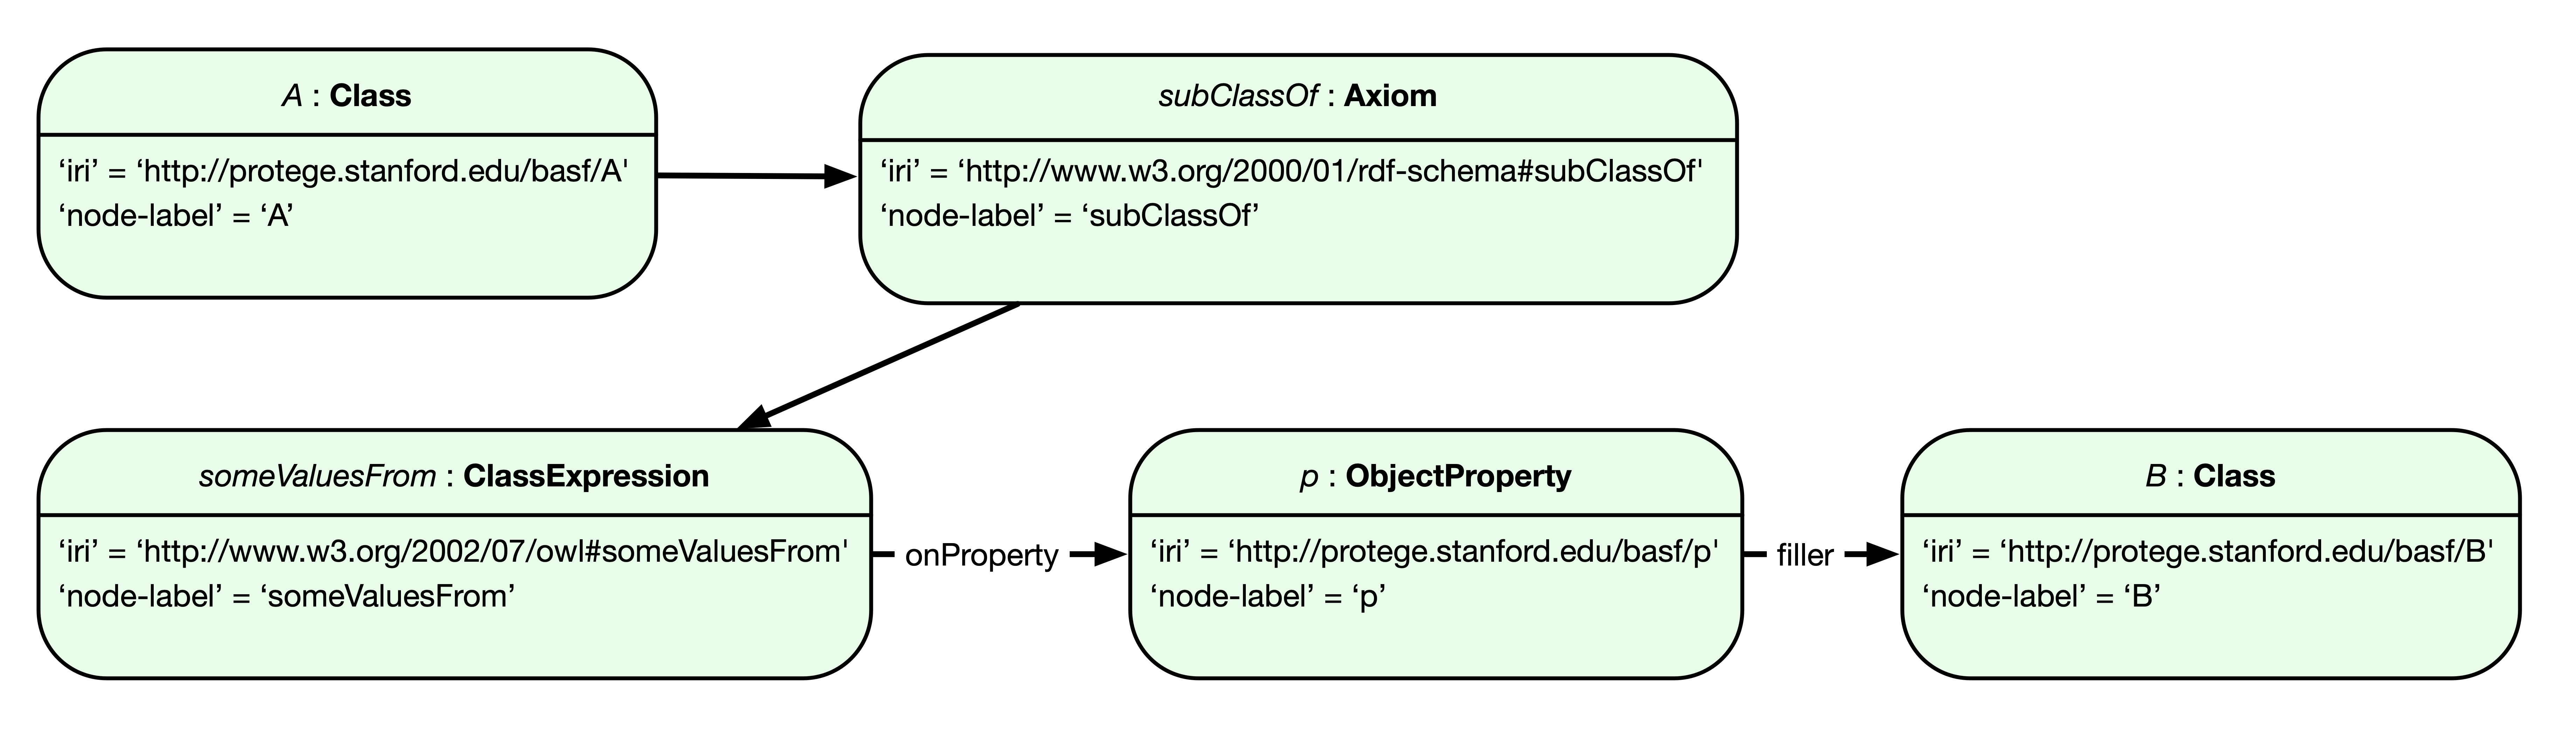 A : Class
‘iri’ = ‘http://protege.stanford.edu/basf/A'
‘node-label’ = ‘A’
subClassOf : Axiom
‘iri’ = ‘http://www.w3.org/2000/01/rdf-schema#subClassOf'
‘node-label’ = ‘subClassOf’
someValuesFrom : ClassExpression
‘iri’ = ‘http://www.w3.org/2002/07/owl#someValuesFrom'
‘node-label’ = ‘someValuesFrom’
onProperty
p : ObjectProperty
‘iri’ = ‘http://protege.stanford.edu/basf/p'
‘node-label’ = ‘p’
filler
B : Class
‘iri’ = ‘http://protege.stanford.edu/basf/B'
‘node-label’ = ‘B’